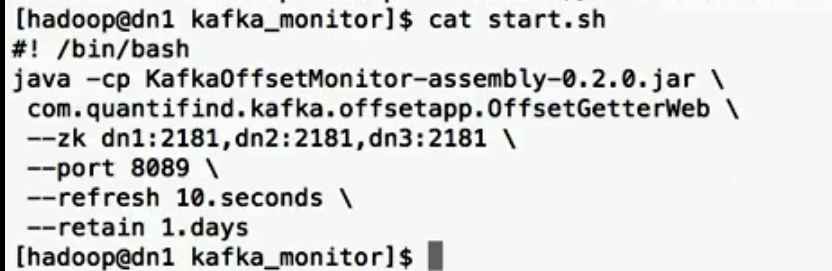 [hadoop@dn1 kafka_monitor]$ cat start.sh
#! /bin/bash
java -cp KafkaOffsetMonitor-assembly-0.2.0.jar \
com.quantifind.kafka.offsetapp.OffsetGetterWeb \
--zk dn1:2181,dn2:2181,dn3:2181 \
--port 8089 \
--refresh 10.seconds \
--retain 1.days
[hadoop@dn1 kafka_monitor]$